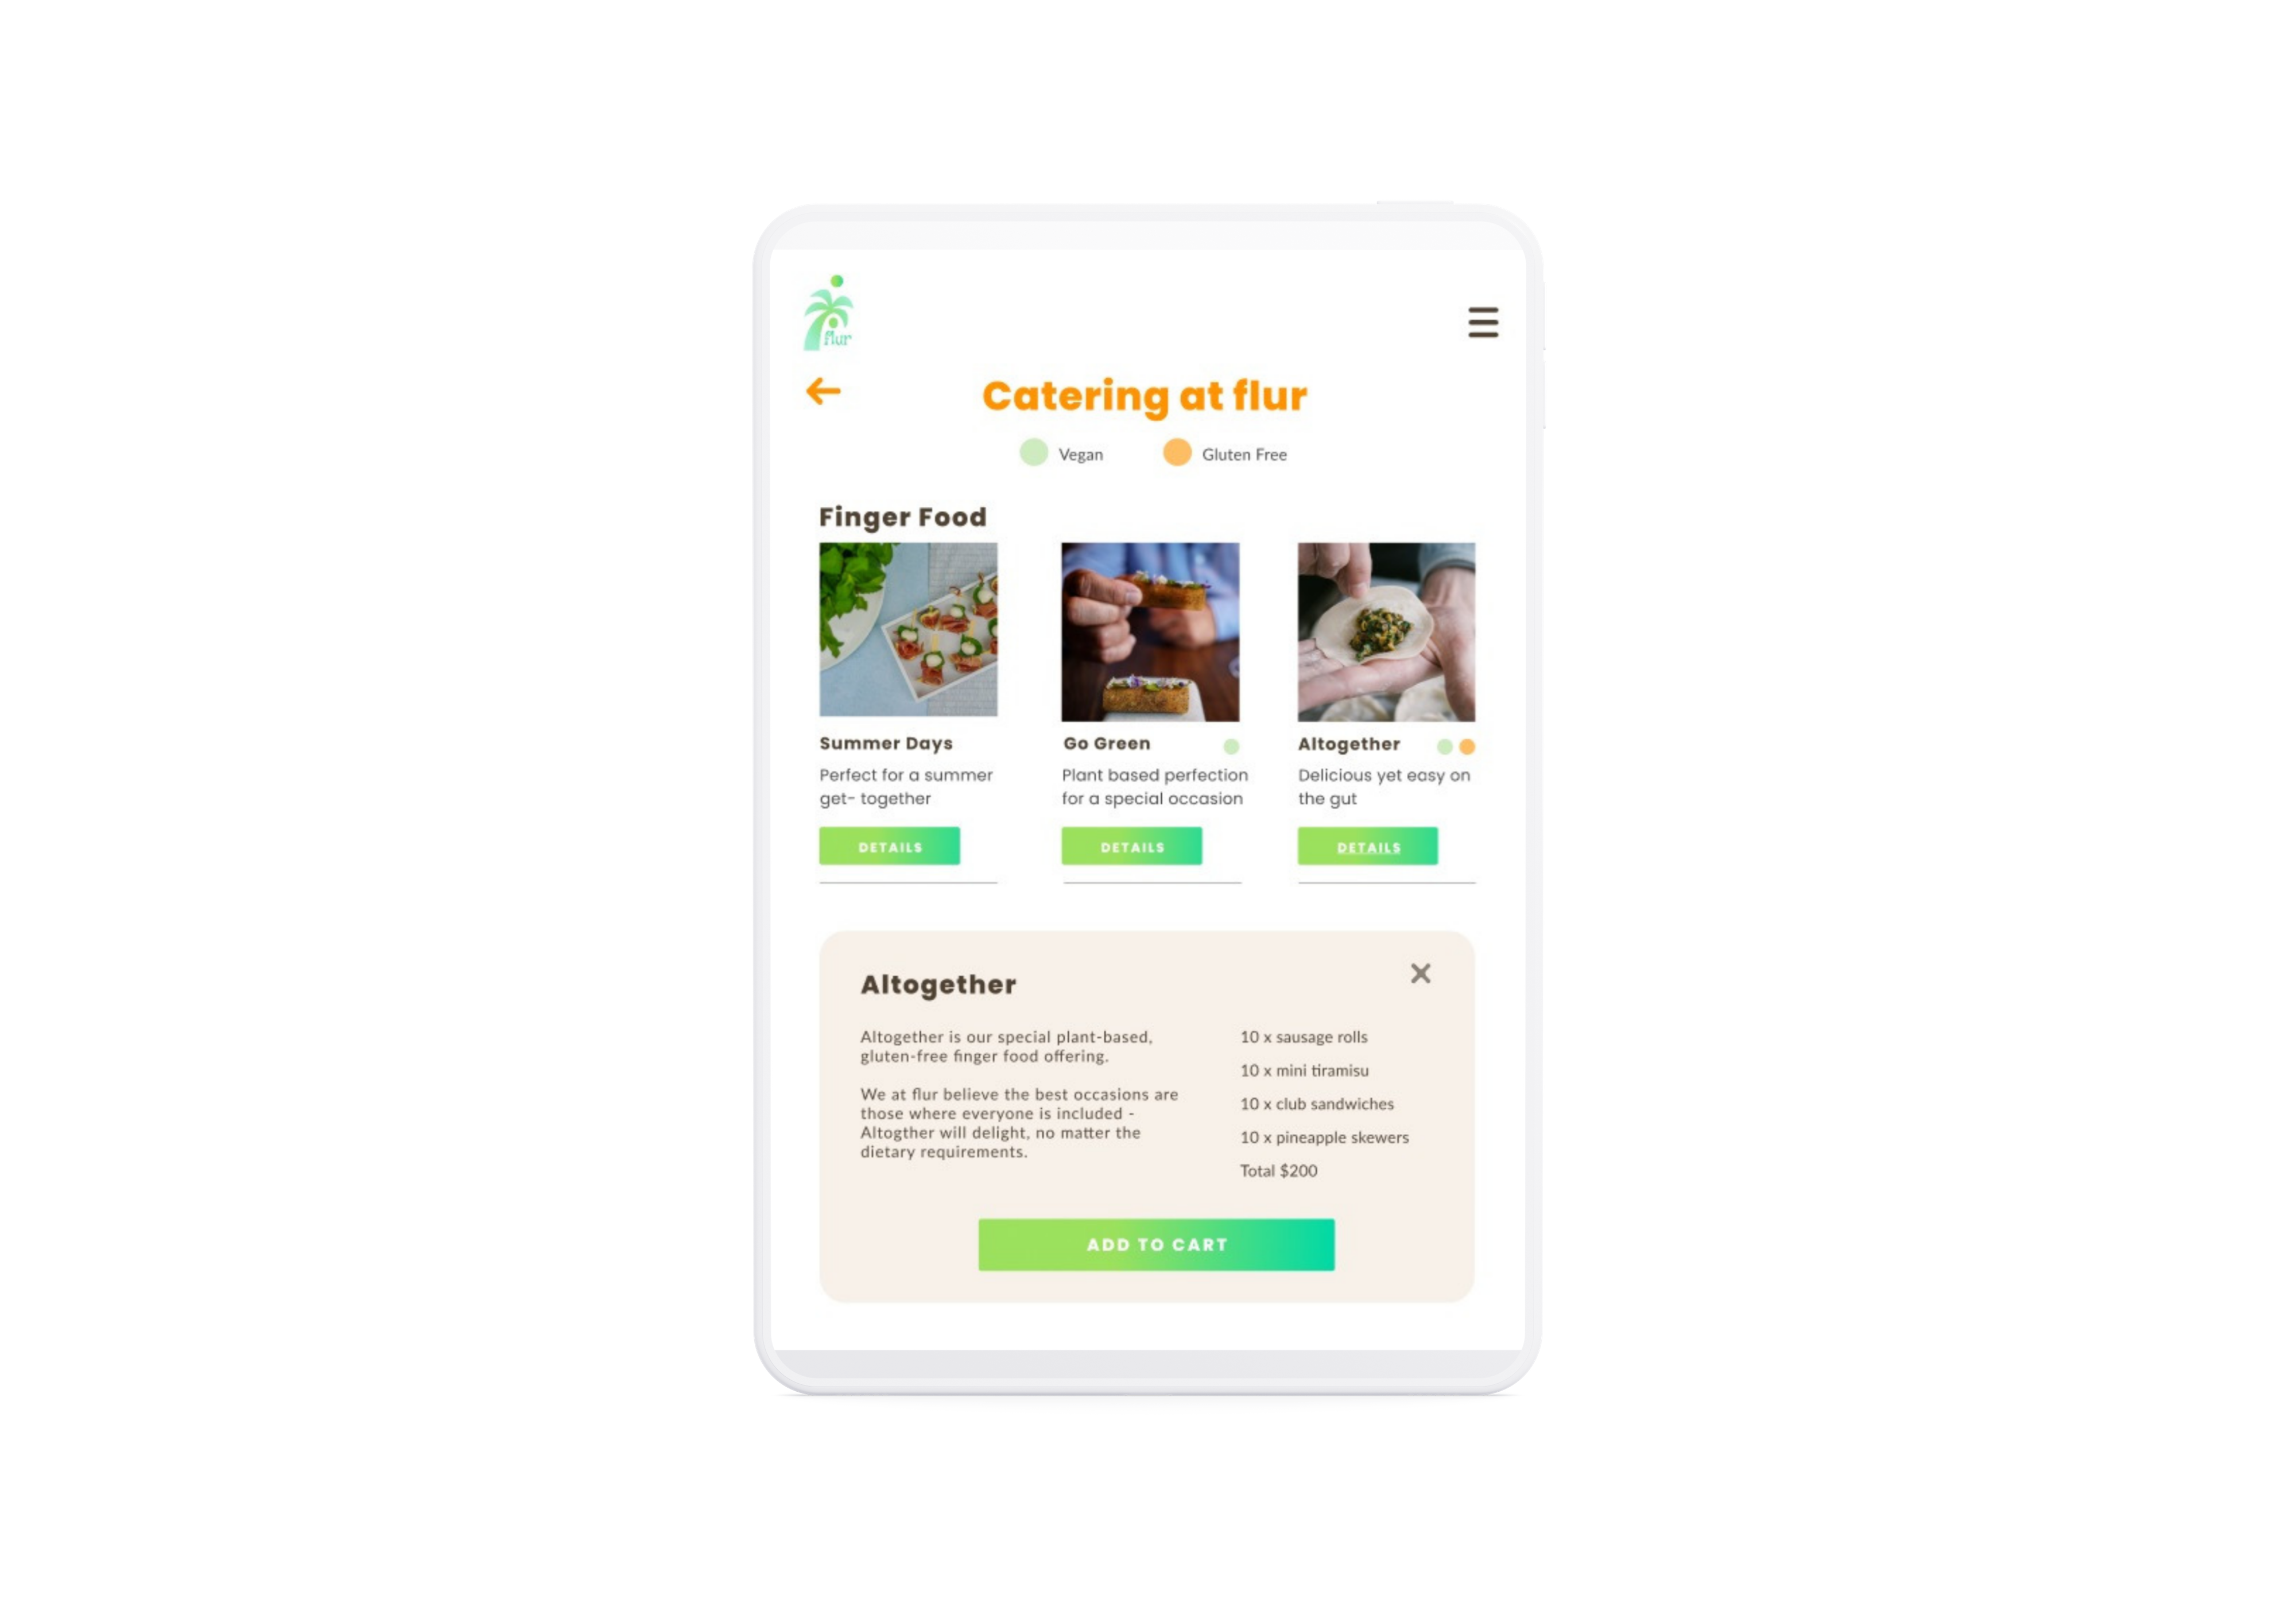 flur
Catering at flur
Vegan
Gluten Free
Finger Food
Summer Days
Perfect for a summer
get- together
DETAILS
Go Green
Plant based perfection
for a special occasion
DETAILS
Altogether
Delicious yet easy on
the gut
DETAILS
Altogether
Altogether is our special plant-based,
gluten-free finger food offering.
We at flur believe the best occasions are
those where everyone is included -
Altogther will delight, no matter the
dietary requirements.
10 x sausage rolls
10 x mini tiramisu
10 x club sandwiches
10 x pineapple skewers
Total $200
ADD TO CART